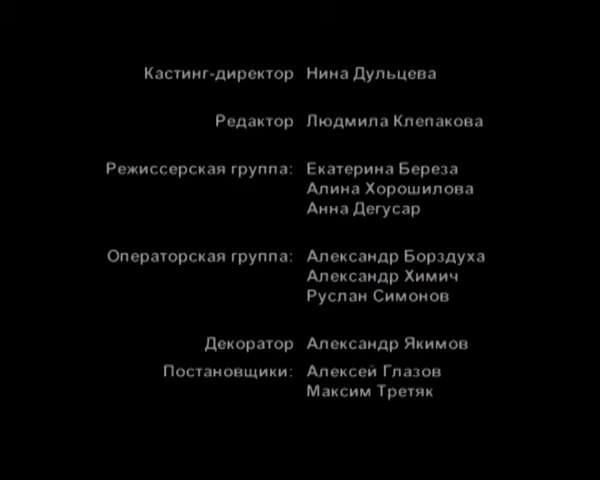 Кастинг-директор Нина Дульцева
Редактор Людмила Клепакова
Режиссерская группа: Екатерина Береза
Алина Хорошилова
Анна Дегусар
Операторская группа: Александр Борздуха
Александр Химич
Руслан Симонов
Декоратор Александр Якимов
Постановщики: Алексей Глазов
Максим Третяк